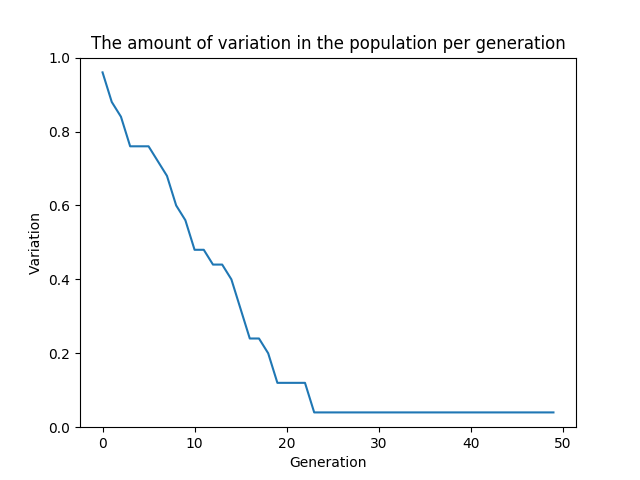 The amount of variation in the population per generation
1.0
0.8
0.6
0.4
0.2
0.0
Variation
0 10 20 30 40 50
Generation